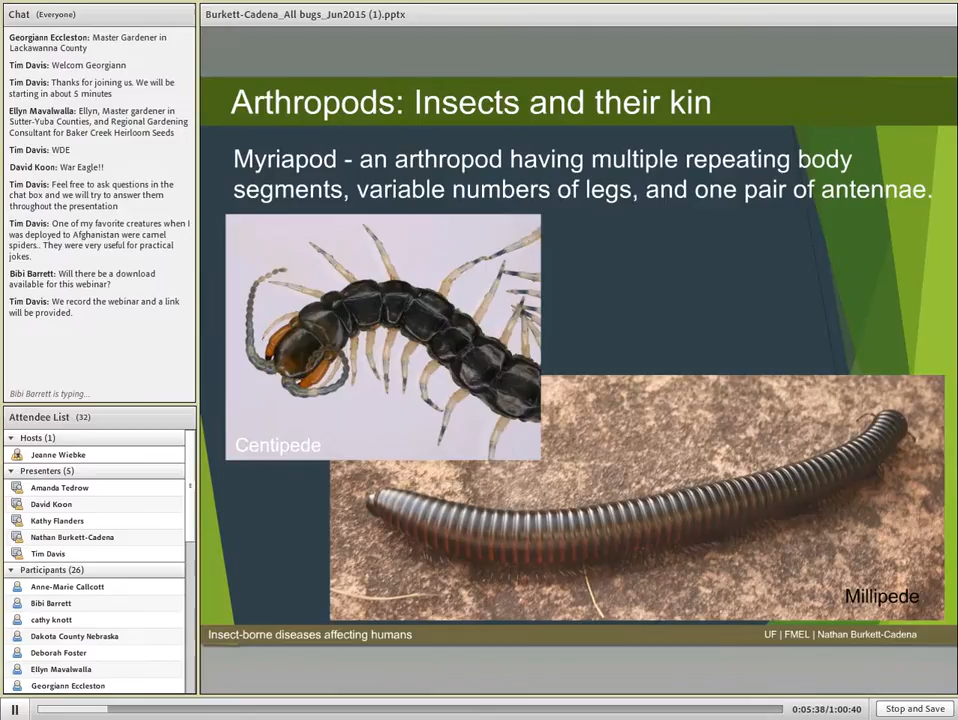 Chat (Everyone)
Georgiann Eccleston: Master Gardener in
Lackawanna County
Tim Davis: Welcom Georgiann
Tim Davis: Thanks for joining us. We will be
starting in about 5 minutes
Ellyn Mavalwalla: Ellyn, Master gardener in
Sutter-Yuba Counties, and Regional Gardening
Consultant for Baker Creek Heirloom Seeds
Tim Davis: WDE
David Koon: War Eagle!!
Tim Davis: Feel free to ask questions in the
chat box and we will try to answer them
throughout the presentation
Tim Davis: One of my favorite creatures when I
was deployed to Afghanistan were camel
spiders.. They were very useful for practical
jokes.
Bibi Barrett: Will there be a download
available for this webinar?
Tim Davis: We record the webinar and a link
will be provided.
Bibi Barrett is typing...
Attendee List (32)
Hosts (1)
Jeanne Wiebke
Presenters (5)
Amanda Tedrow
David Koon
Kathy Flanders
Nathan Burkett-Cadena
Tim Davis
Participants (26)
Anne-Marie Callcott
Bibi Barrett
cathy knott
Dakota County Nebraska
Deborah Foster
Ellyn Mavalwalla
Georgiann Eccleston
Burkett-Cadena_All bugs_Jun2015 (1).pptx
Arthropods: Insects and their kin
Myriapod - an arthropod having multiple repeating body
segments, variable numbers of legs, and one pair of antennae.
Centipede
Millipede
Insect-borne diseases affecting humans
UF | FMEL | Nathan Burkett-Cadena
0:05:38/1:00:40
Stop and Save